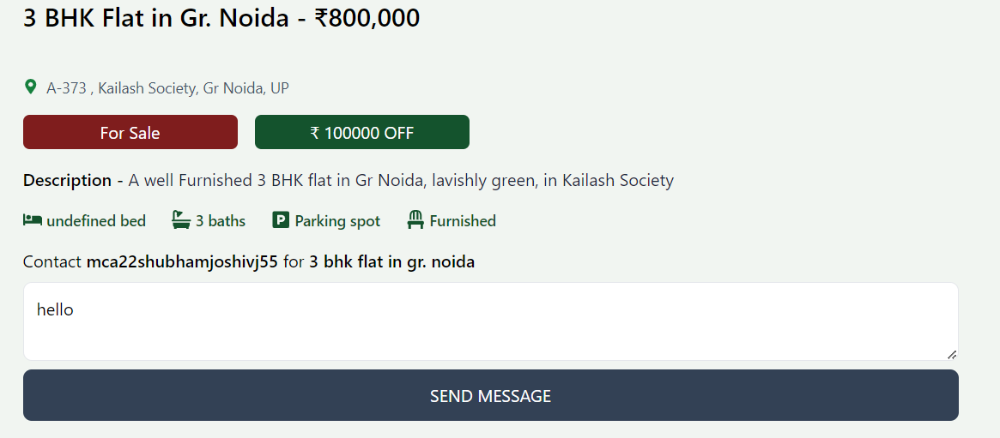 3 BHK Flat in Gr. Noida - ₹800,000
A-373 , Kailash Society, Gr Noida, UP
For Sale ₹ 100000 OFF
Description - A well Furnished 3 BHK flat in Gr Noida, lavishly green, in Kailash Society
undefined bed 3 baths P Parking spot Furnished
Contact mca22shubhamjoshivj55 for 3 bhk flat in gr. noida
hello
SEND MESSAGE